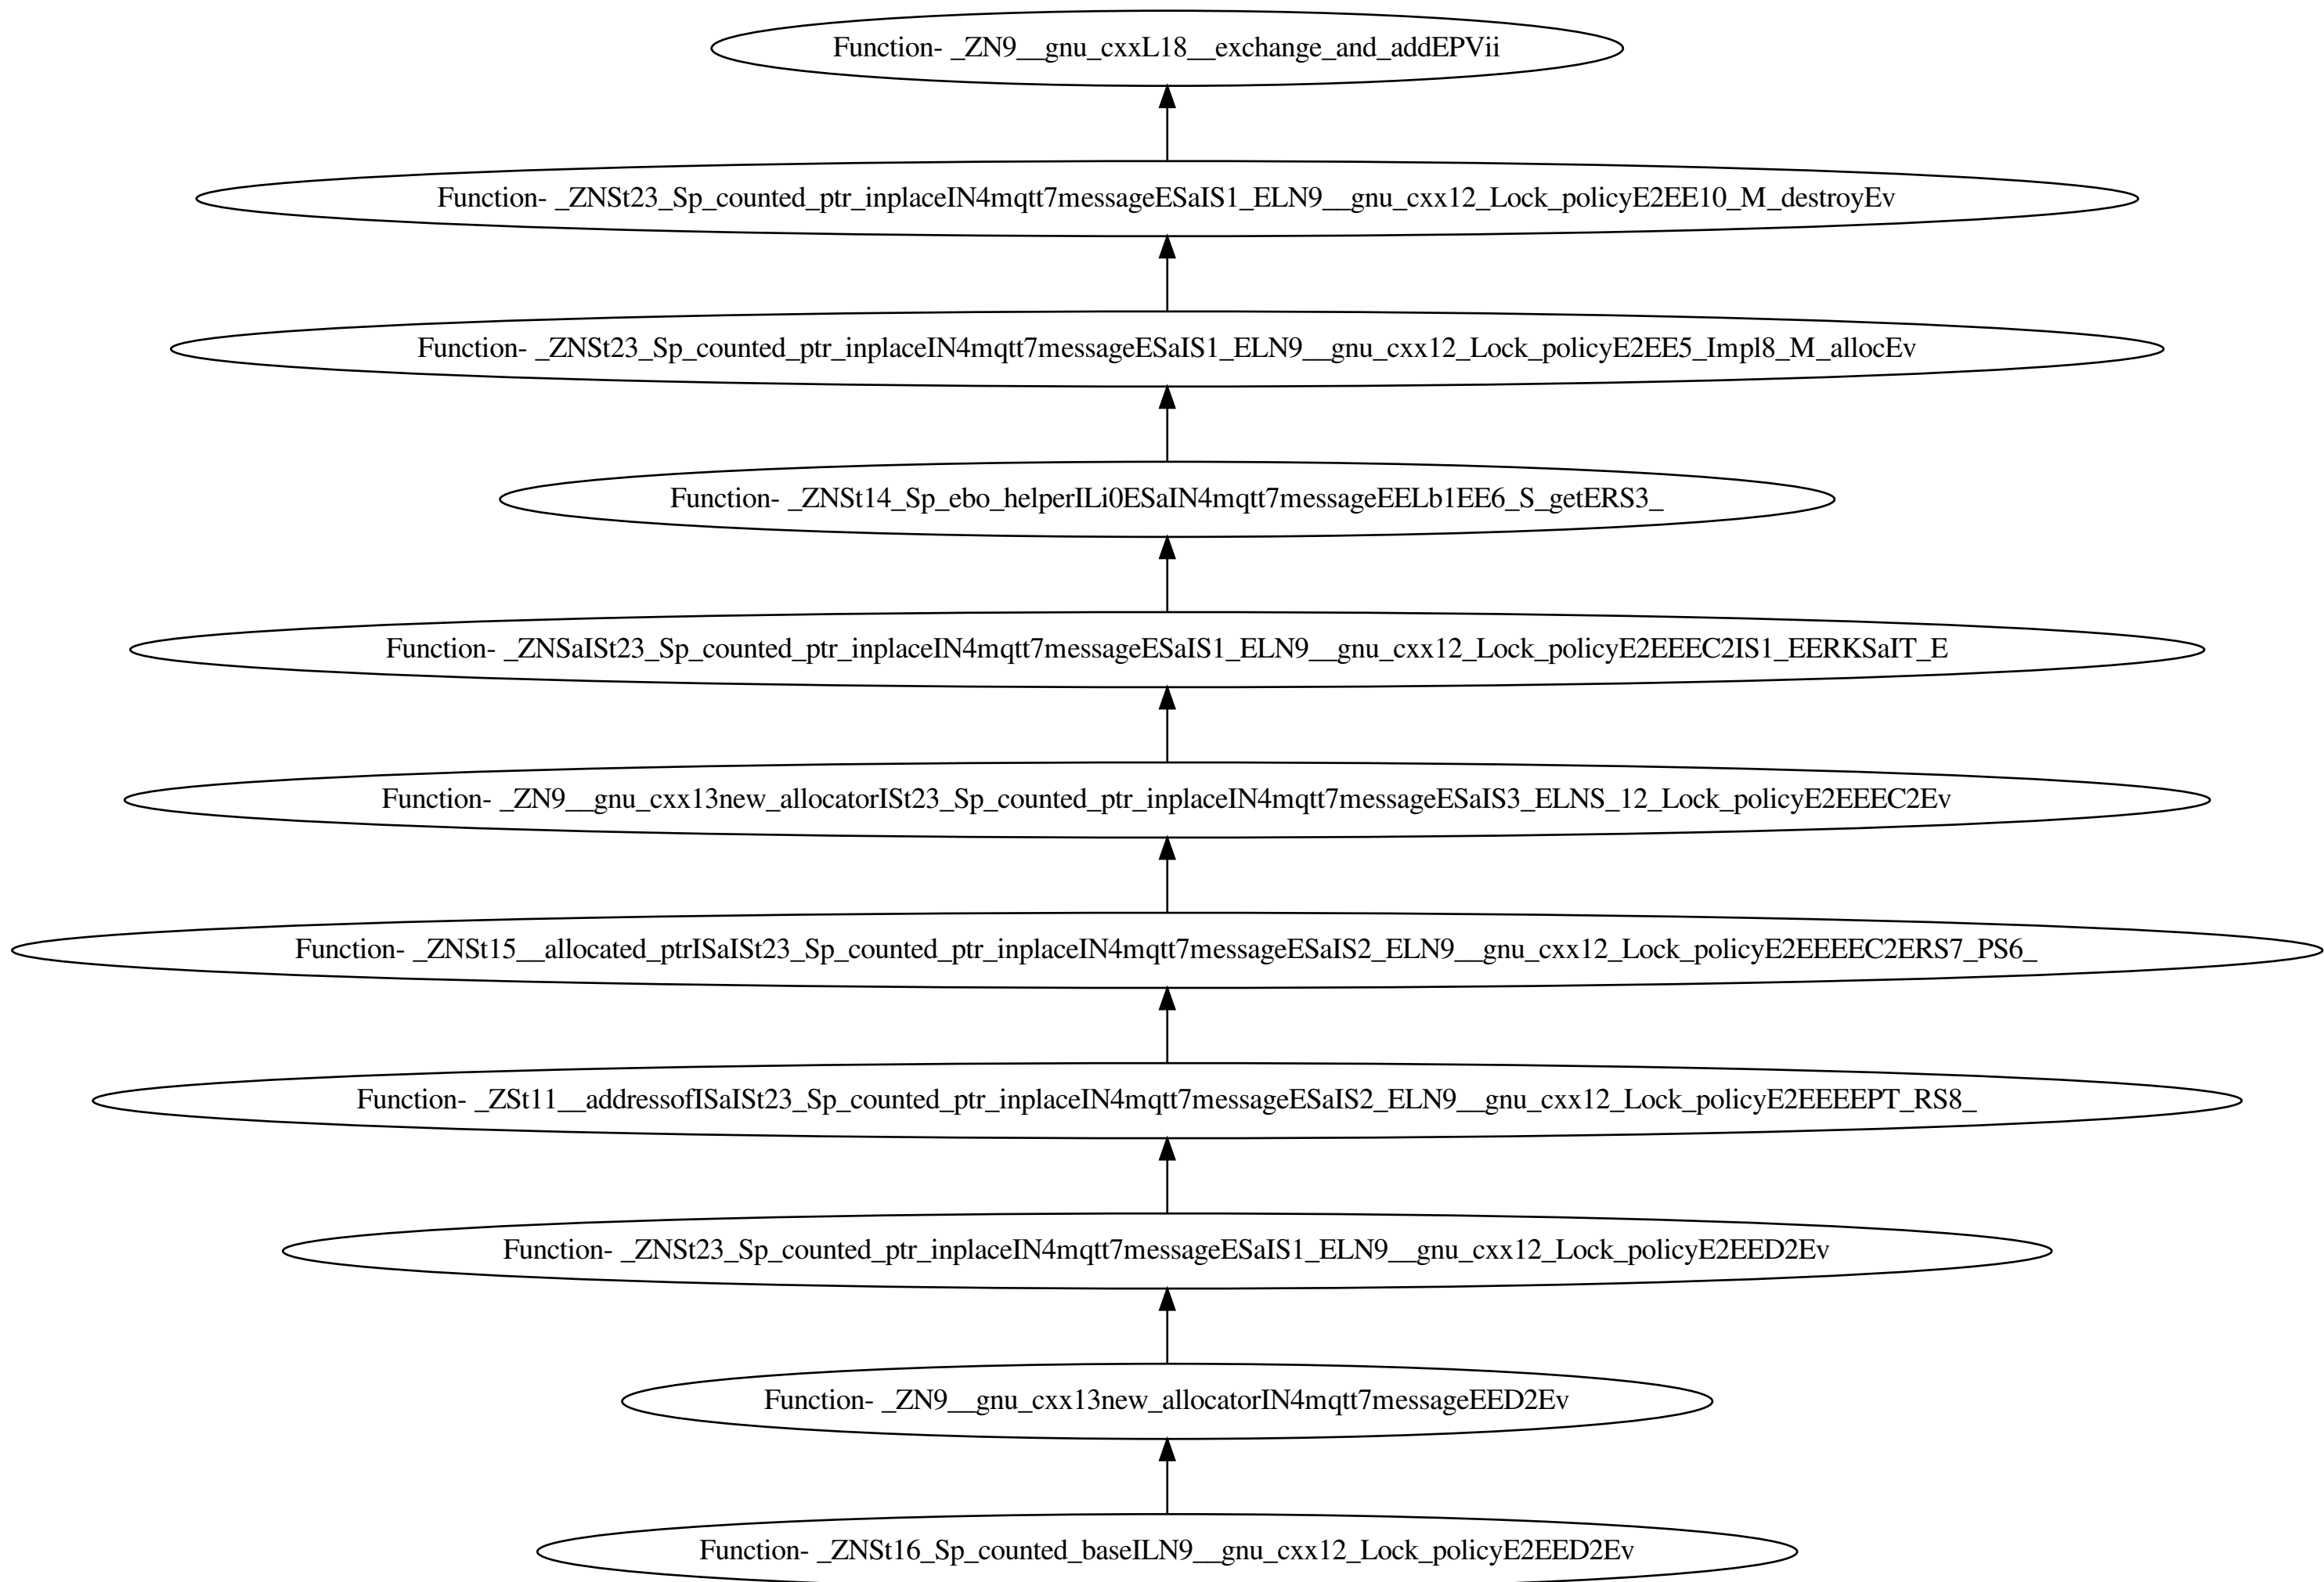 Function- _ZN9__gnu_cxxL18__exchange_and_addEPVii
Function- _ZNSt23_Sp_counted_ptr_inplaceIN4mqtt7messageESaIS1_ELN9__gnu_cxx12_Lock_policyE2EE10_M_destroyEv
Function- _ZNSt23_Sp_counted_ptr_inplaceIN4mqtt7messageESaIS1_ELN9__gnu_cxx12_Lock_policyE2EE5_Impl8_M_allocEv
Function- _ZNSt14_Sp_ebo_helperILi0ESaIN4mqtt7messageEELb1EE6_S_getERS3_
Function- _ZNSaISt23_Sp_counted_ptr_inplaceIN4mqtt7messageESaIS1_ELN9__gnu_cxx12_Lock_policyE2EEEC2IS1_EERKSaIT_E
Function- _ZN9__gnu_cxx13new_allocatorISt23_Sp_counted_ptr_inplaceIN4mqtt7messageESaIS3_ELNS_12_Lock_policyE2EEEC2Ev
Function- _ZNSt15__allocated_ptrISaISt23_Sp_counted_ptr_inplaceIN4mqtt7messageESaIS2_ELN9__gnu_cxx12_Lock_policyE2EEEEC2ERS7_PS6_
Function- _ZSt11__addressofISaISt23_Sp_counted_ptr_inplaceIN4mqtt7messageESaIS2_ELN9__gnu_cxx12_Lock_policyE2EEEEPT_RS8_
Function- _ZNSt23_Sp_counted_ptr_inplaceIN4mqtt7messageESaIS1_ELN9__gnu_cxx12_Lock_policyE2EED2Ev
Function- _ZN9__gnu_cxx13new_allocatorIN4mqtt7messageEED2Ev
Function- _ZNSt16_Sp_counted_baseILN9__gnu_cxx12_Lock_policyE2EED2Ev